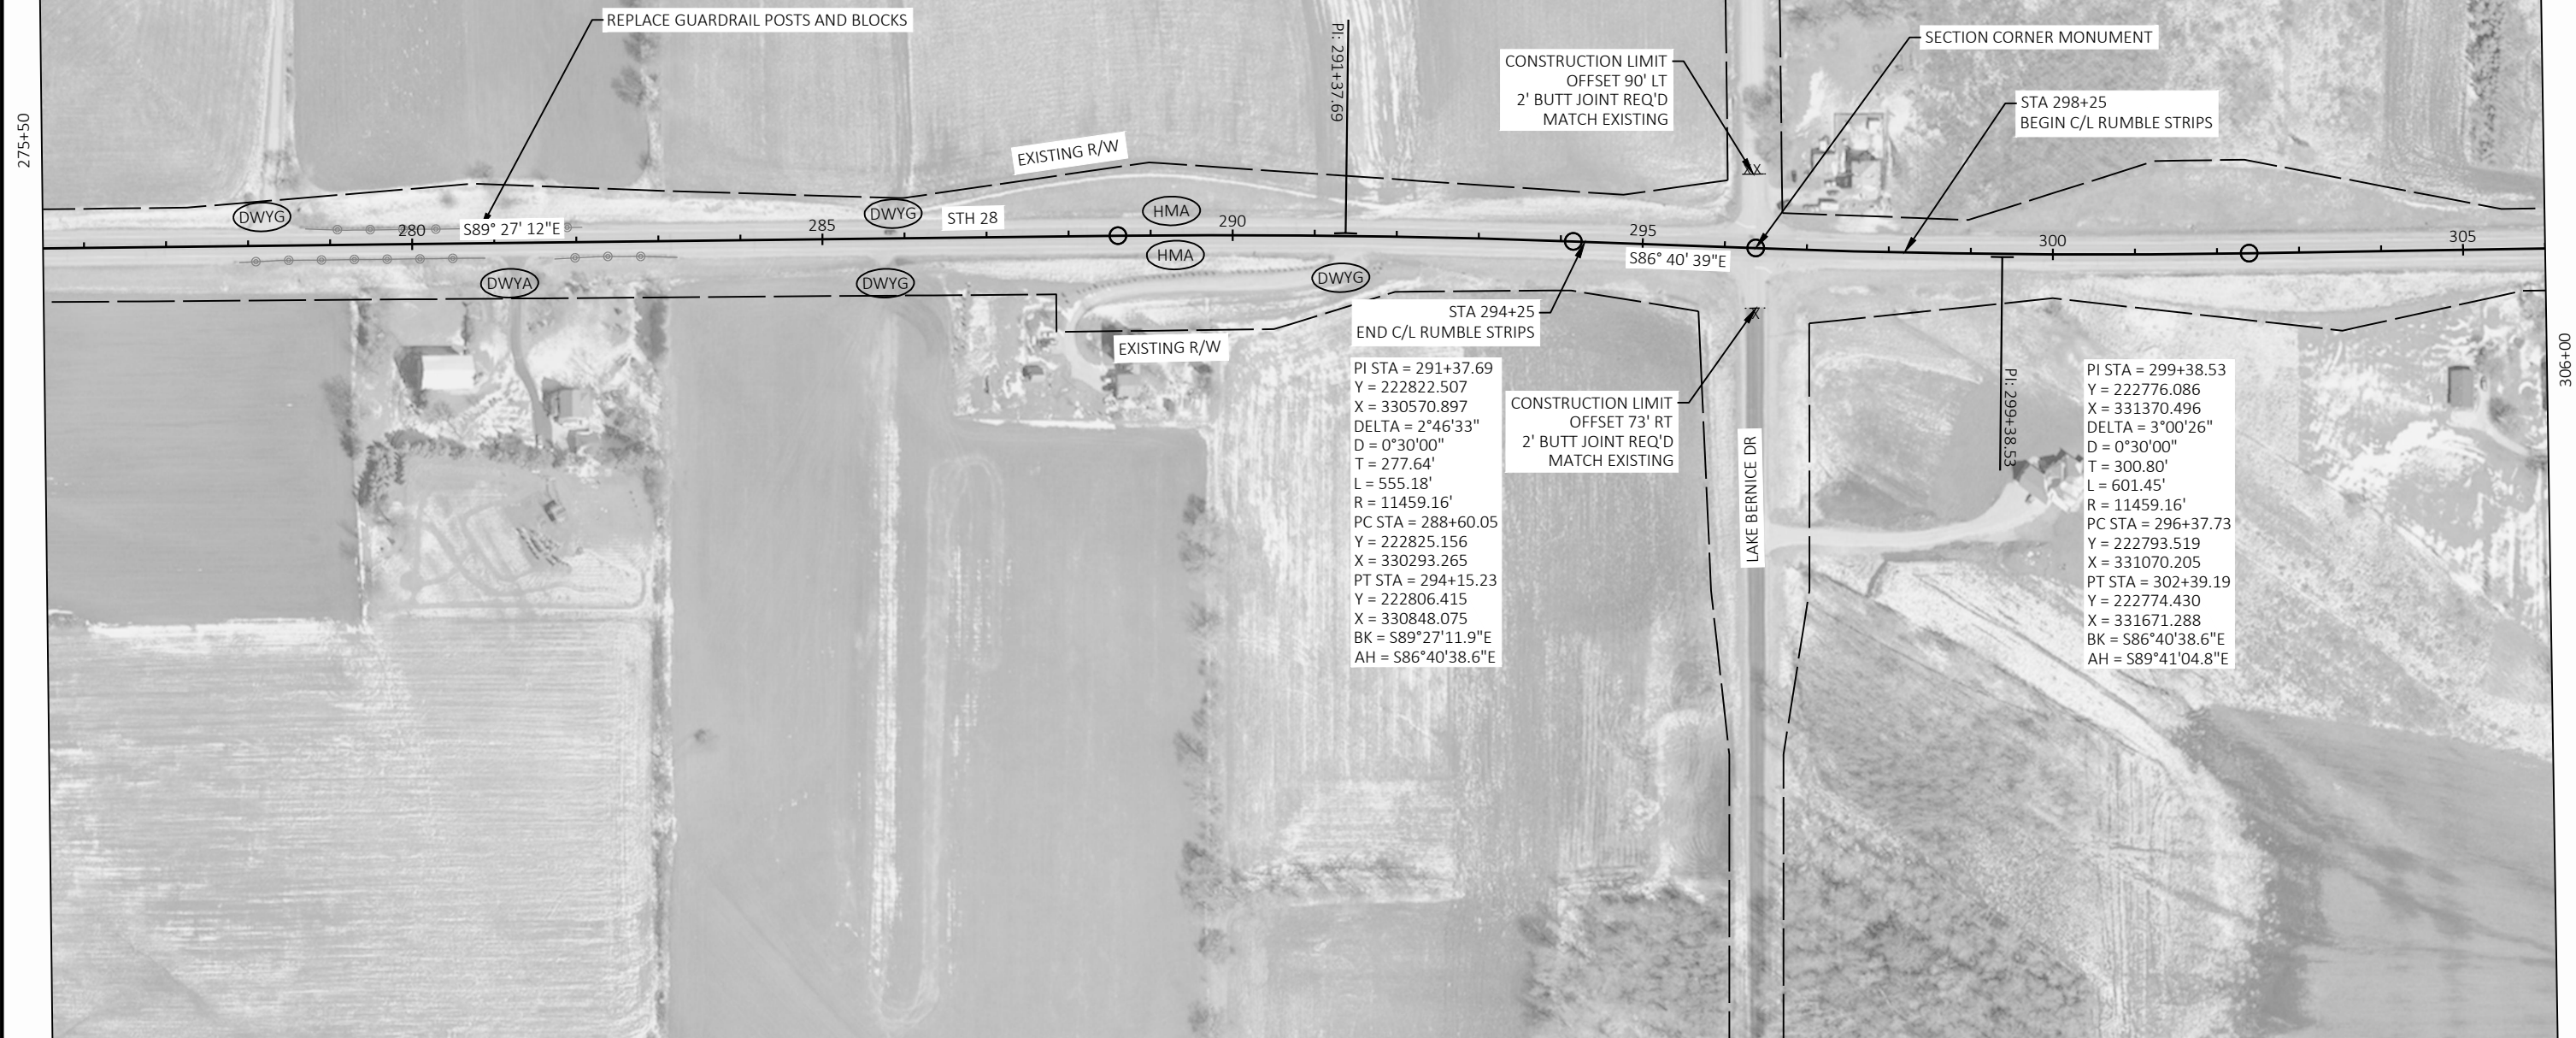 REPLACE GUARDRAIL POSTS AND BLOCKS
PI: 291+37.69
CONSTRUCTION LIMIT
OFFSET 90' LT
2' BUTT JOINT REQ'D
MATCH EXISTING
SECTION CORNER MONUMENT
STA 298+25
BEGIN C/L RUMBLE STRIPS
275+50
EXISTING R/W
DWYG
280
S89° 27' 12"E
285
DWYG
STH 28
HMA
290
295
300
305
HMA
S86° 40' 39"E
DWYA
DWYG
DWYG
STA 294+25
END C/L RUMBLE STRIPS
EXISTING R/W
306+00
PI STA = 291+37.69
Y = 222822.507
X = 330570.897
DELTA = 2°46'33"
D = 0°30'00"
T = 277.64'
L = 555.18'
R = 11459.16'
PC STA = 288+60.05
Y = 222825.156
X = 330293.265
PT STA = 294+15.23
Y = 222806.415
X = 330848.075
BK = S89°27'11.9"E
AH = S86°40'38.6"E
CONSTRUCTION LIMIT
OFFSET 73' RT
2' BUTT JOINT REQ'D
MATCH EXISTING
LAKE BERNICE DR
PI: 299+38.53
PI STA = 299+38.53
Y = 222776.086
X = 331370.496
DELTA = 3°00'26"
D = 0°30'00"
T = 300.80'
L = 601.45'
R = 11459.16'
PC STA = 296+37.73
Y = 222793.519
X = 331070.205
PT STA = 302+39.19
Y = 222774.430
X = 331671.288
BK = S86°40'38.6"E
AH = S89°41'04.8"E